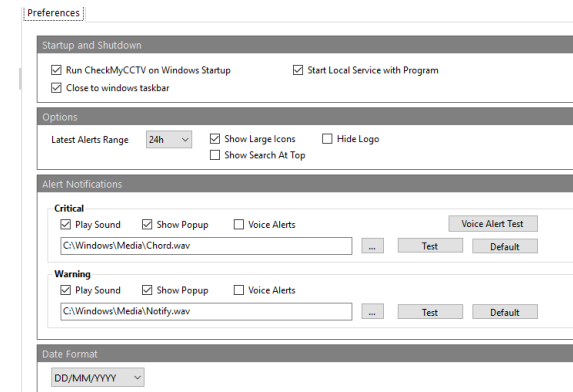 Preferences
Startup and Shutdown
Run CheckMyCCTV on Windows Startup Start Local Service with Program
Close to windows taskbar
Options
Latest Alerts Range 24h Show Large Icons Hide Logo
Show Search At Top
Alert Notifications
Critical
Play Sound Show Popup Voice Alerts Voice Alert Test
C:\Windows\Media\Chord.wav ... Test Default
Warning
Play Sound Show Popup Voice Alerts
C:\Windows\Media\Notify.wav ... Test Default
Date Format
DD/MM/YYYY